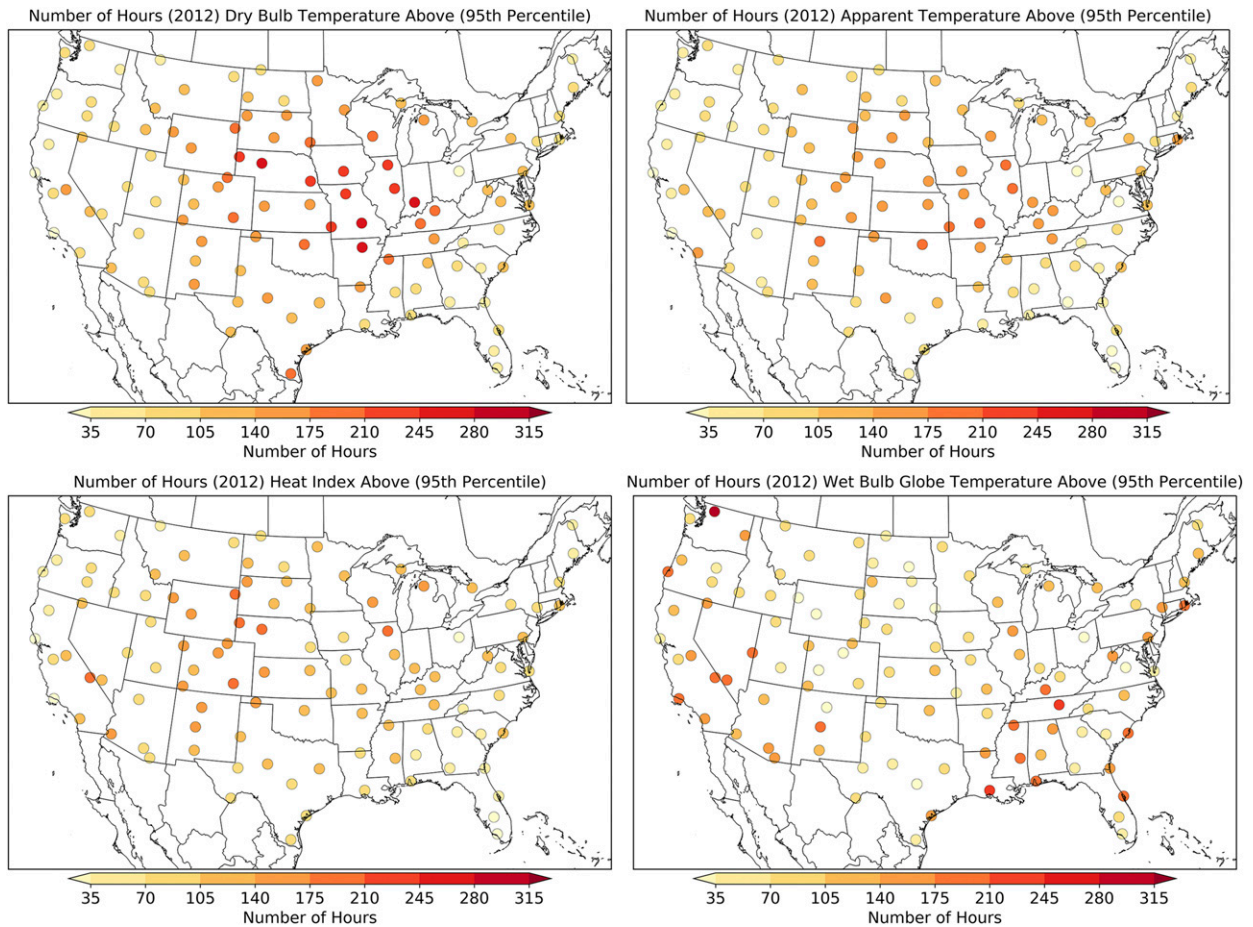 Number of Hours (2012) Dry Bulb Temperature Above (95th Percentile)
35 70 105 140 175 210 245 280 315
Number of Hours
Number of Hours (2012) Apparent Temperature Above (95th Percentile)
35 70 105 140 175 210 245 280 315
Number of Hours
Number of Hours (2012) Heat Index Above (95th Percentile)
35 70 105 140 175 210 245 280 315
Number of Hours
Number of Hours (2012) Wet Bulb Globe Temperature Above (95th Percentile)
35 70 105 140 175 210 245 280 315
Number of Hours